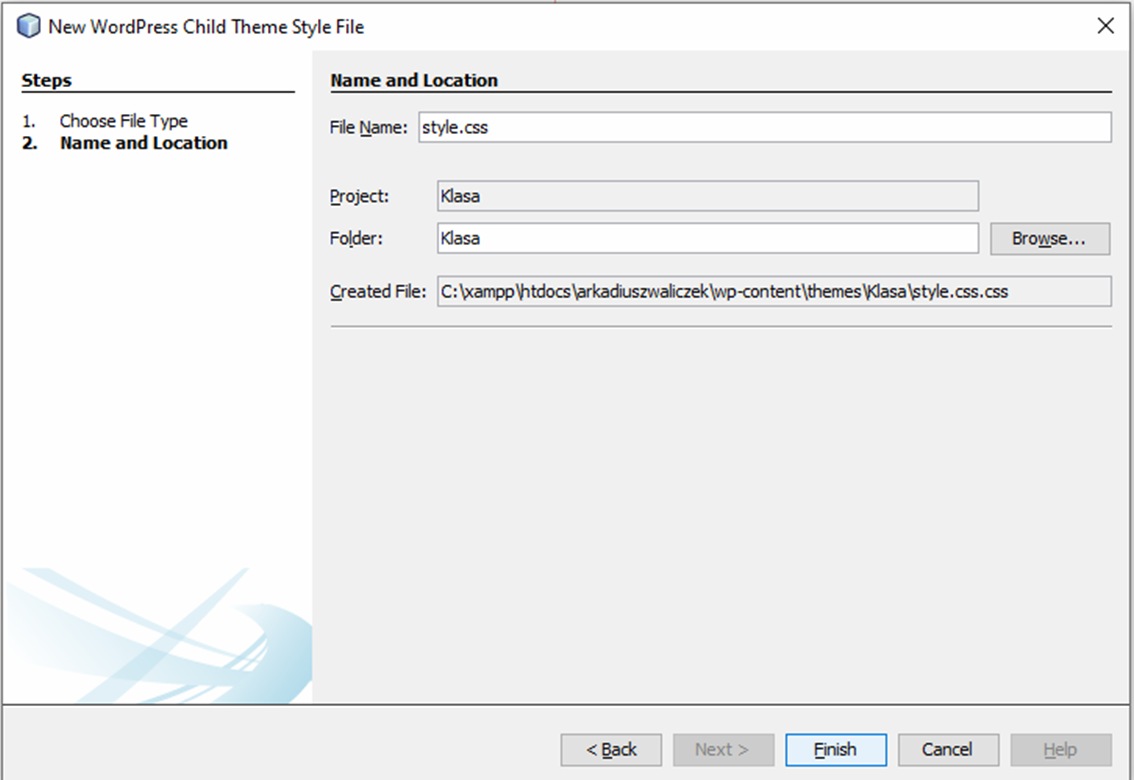 New WordPress Child Theme Style File
Steps
1. Choose File Type
2. Name and Location
Name and Location
File Name: style.css
Project: Klasa
Folder: Klasa Browse...
Created File: C:\xampp\htdocs\arkadiuszwaliczek\wp-content\themes\Klasa\style.css.css
< Back Next > Finish Cancel Help